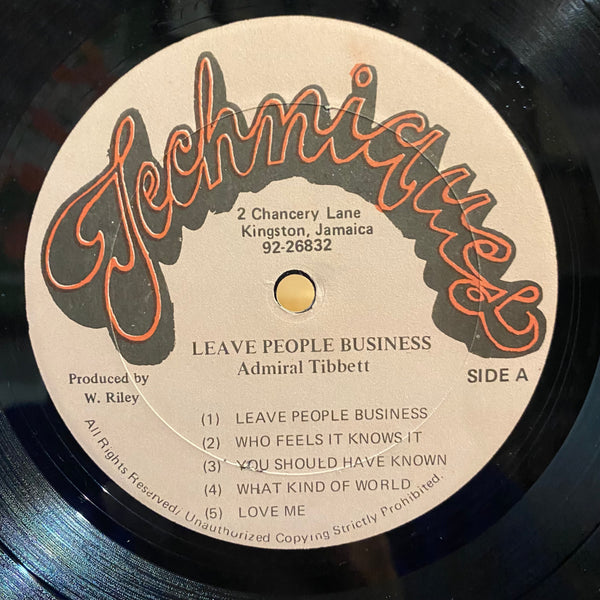 Techniques
2 Chancery Lane
Kingston, Jamaica
92-26832
LEAVE PEOPLE BUSINESS
Admiral Tibbett
Produced by
W. Riley
SIDE A
(1) LEAVE PEOPLE BUSINESS
(2) WHO FEELS IT KNOWS IT
(3) YOU SHOULD HAVE KNOWN
(4) WHAT KIND OF WORLD
(5) LOVE ME
All Rights Reserved/ Unauthorized Copying Strictly Prohibited.